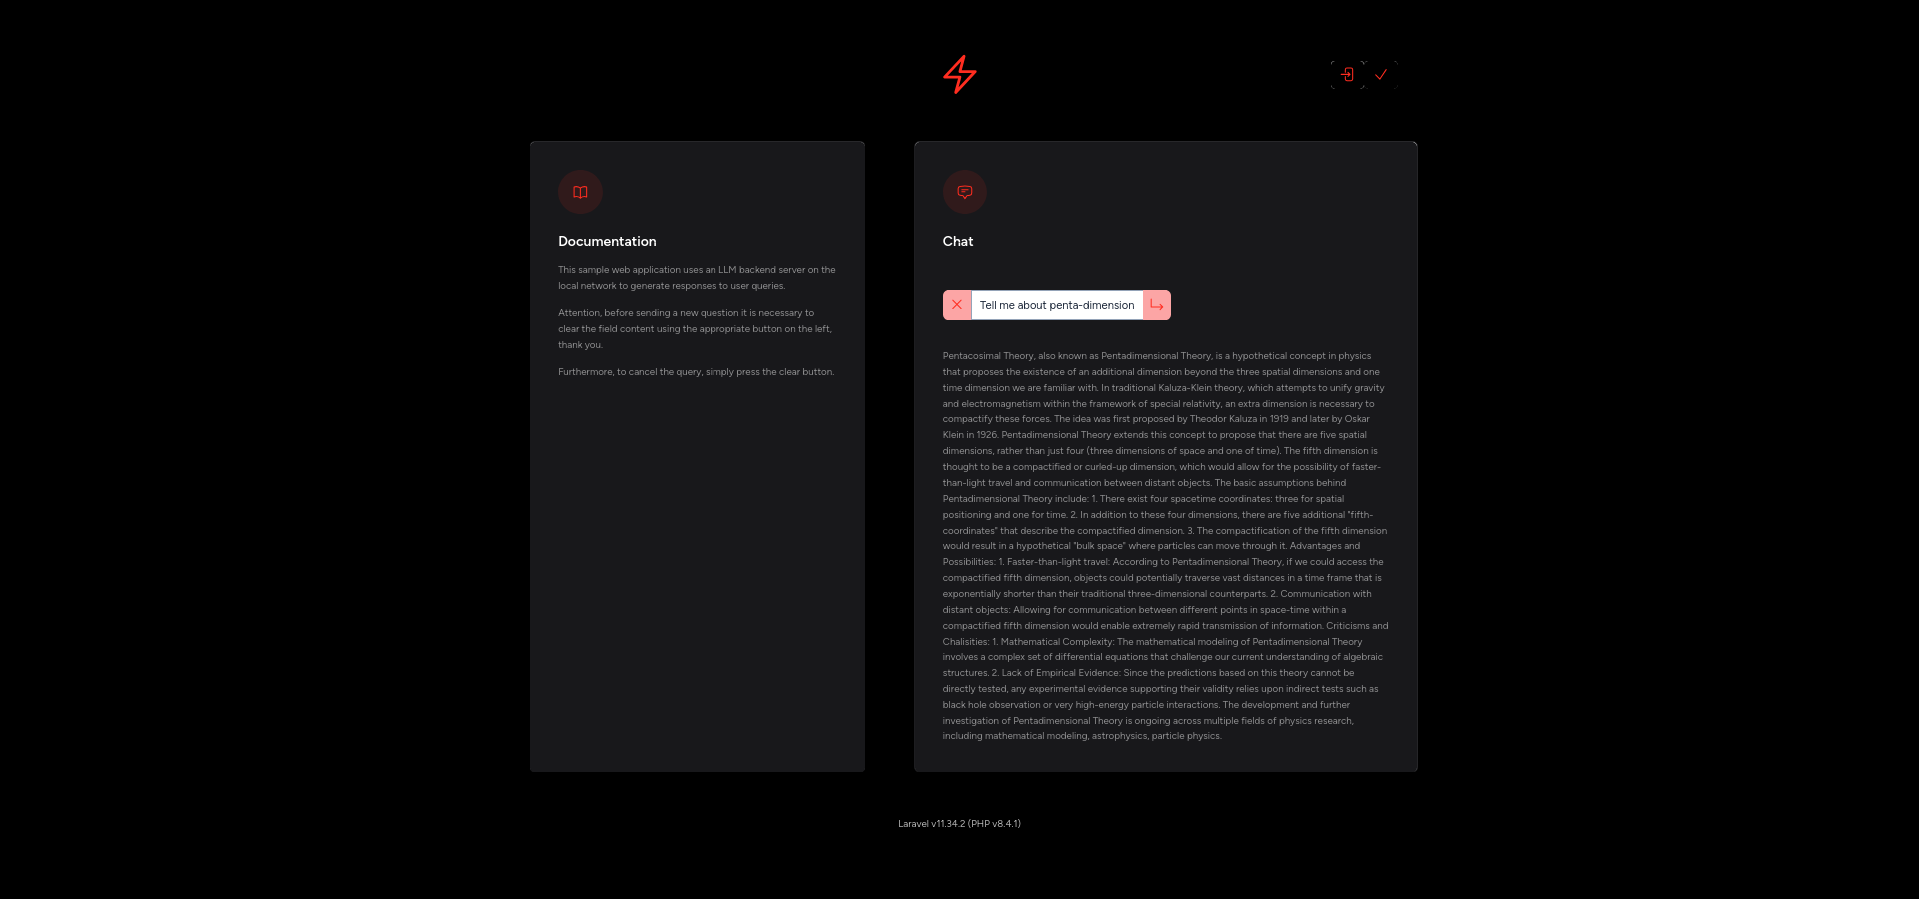 Documentation
This sample web application uses an LLM backend server on the
local network to generate responses to user queries.
Attention, before sending a new question it is necessary to
clear the field content using the appropriate button on the left,
thank you.
Furthermore, to cancel the query, simply press the clear button.
Chat
Tell me about penta-dimension
Pentacosimal Theory, also known as Pentadimensional Theory, is a hypothetical concept in physics
that proposes the existence of an additional dimension beyond the three spatial dimensions and one
time dimension we are familiar with. In traditional Kaluza-Klein theory, which attempts to unify gravity
and electromagnetism within the framework of special relativity, an extra dimension is necessary to
compactify these forces. The idea was first proposed by Theodor Kaluza in 1919 and later by Oskar
Klein in 1926. Pentadimensional Theory extends this concept to propose that there are five spatial
dimensions, rather than just four (three dimensions of space and one of time). The fifth dimension is
thought to be a compactified or curled-up dimension, which would allow for the possibility of faster-
than-light travel and communication between distant objects. The basic assumptions behind
Pentadimensional Theory include: 1. There exist four spacetime coordinates: three for spatial
positioning and one for time. 2. In addition to these four dimensions, there are five additional "fifth-
coordinates" that describe the compactified dimension. 3. The compactification of the fifth dimension
would result in a hypothetical "bulk space" where particles can move through it. Advantages and
Possibilities: 1. Faster-than-light travel: According to Pentadimensional Theory, if we could access the
compactified fifth dimension, objects could potentially traverse vast distances in a time frame that is
exponentially shorter than their traditional three-dimensional counterparts. 2. Communication with
distant objects: Allowing for communication between different points in space-time within a
compactified fifth dimension would enable extremely rapid transmission of information. Criticisms and
Chalisities: 1. Mathematical Complexity: The mathematical modeling of Pentadimensional Theory
involves a complex set of differential equations that challenge our current understanding of algebraic
structures. 2. Lack of Empirical Evidence: Since the predictions based on this theory cannot be
directly tested, any experimental evidence supporting their validity relies upon indirect tests such as
black hole observation or very high-energy particle interactions. The development and further
investigation of Pentadimensional Theory is ongoing across multiple fields of physics research,
including mathematical modeling, astrophysics, particle physics.
Laravel v11.34.2 (PHP v8.4.1)